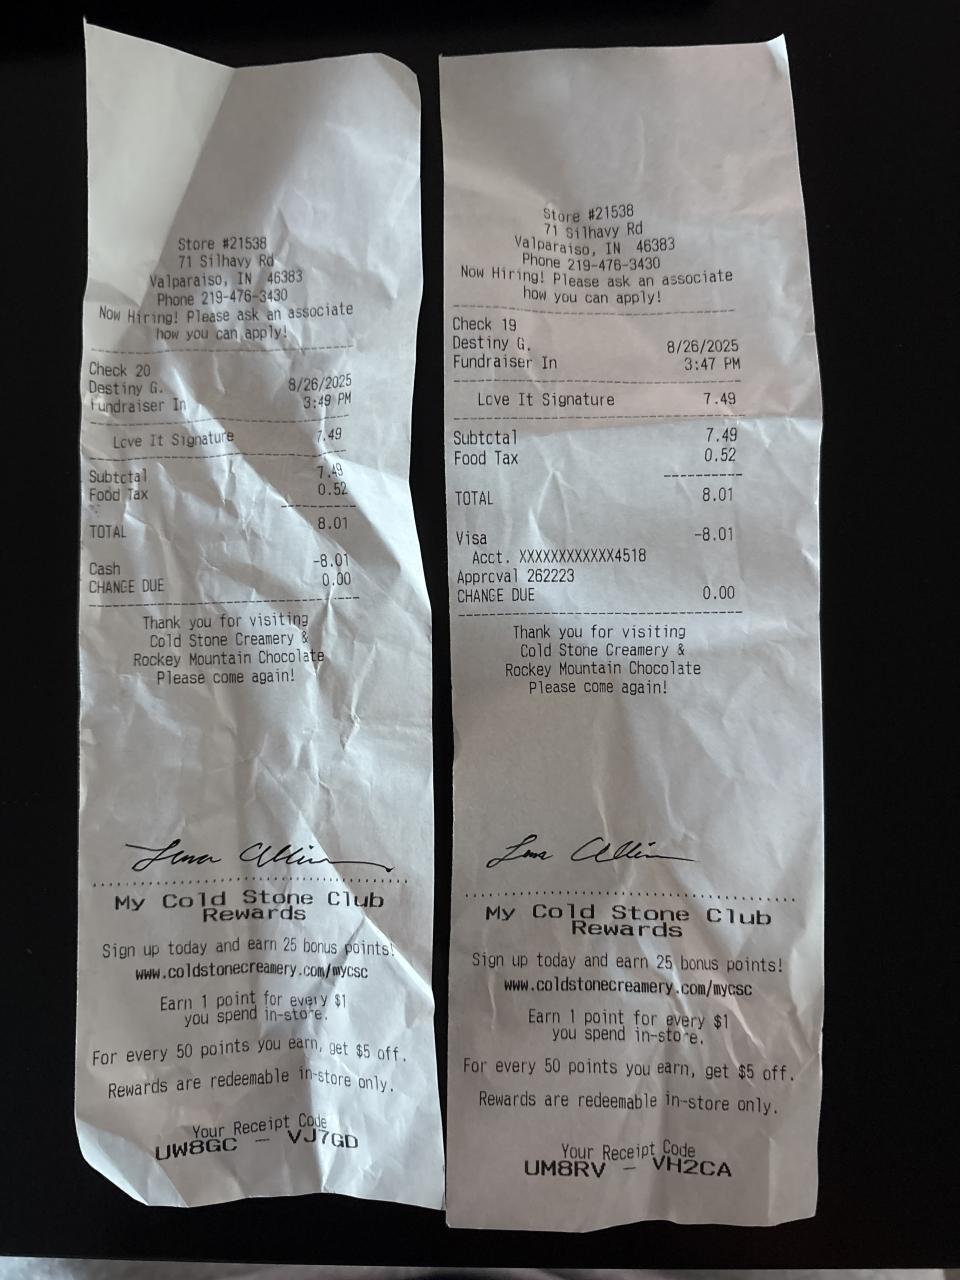 Store #21538
71 Silhavy Rd
Valparaiso, IN 46383
Phone 219-476-3430
Now Hiring! Please ask an associate
how you can apply!
Check 20
Destiny G. 8/26/2025
Fundraiser In 3:49 PM
Love It Signature 7.49
Subtotal 7.49
Food Tax 0.52
TOTAL 8.01
Cash -8.01
CHANGE DUE 0.00
Thank you for visiting
Cold Stone Creamery &
Rockey Mountain Chocolate
Please come again!
My Cold Stone Club
Rewards
Sign up today and earn 25 bonus points!
www.coldstonecreamery.com/mycsc
Earn 1 point for every $1
you spend in-store.
For every 50 points you earn, get $5 off.
Rewards are redeemable in-store only.
Your Receipt Code
UW8GC - VJ7GD
Store #21538
71 Silhavy Rd
Valparaiso, IN 46383
Phone 219-476-3430
Now Hiring! Please ask an associate
how you can apply!
Check 19
Destiny G. 8/26/2025
Fundraiser In 3:47 PM
Love It Signature 7.49
Subtotal 7.49
Food Tax 0.52
TOTAL 8.01
Visa -8.01
Acct. XXXXXXXXXXXX4518
Approval 262223
CHANGE DUE 0.00
Thank you for visiting
Cold Stone Creamery &
Rockey Mountain Chocolate
Please come again!
My Cold Stone Club
Rewards
Sign up today and earn 25 bonus points!
www.coldstonecreamery.com/mycsc
Earn 1 point for every $1
you spend in-store.
For every 50 points you earn, get $5 off.
Rewards are redeemable in-store only.
Your Receipt Code
UM8RV - VH2CA